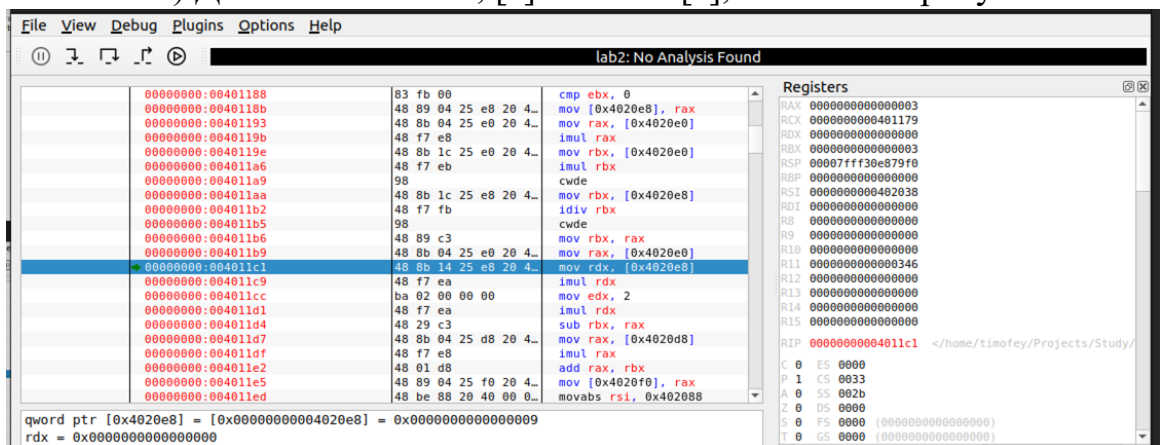 File View Debug Plugins Options Help
lab2: No Analysis Found
00000000:00401188 83 fb 00 cmp ebx, 0
00000000:0040118b 48 89 04 25 e8 20 4… mov [0x4020e8], rax
00000000:00401193 48 8b 04 25 e0 20 4… mov rax, [0x4020e0]
00000000:0040119b 48 f7 e8 imul rax
00000000:0040119e 48 8b 1c 25 e0 20 4… mov rbx, [0x4020e0]
00000000:004011a6 48 f7 eb imul rbx
00000000:004011a9 98 cwde
00000000:004011aa 48 8b 1c 25 e8 20 4… mov rbx, [0x4020e8]
00000000:004011b2 48 f7 fb idiv rbx
00000000:004011b5 98 cwde
00000000:004011b6 48 89 c3 mov rbx, rax
00000000:004011b9 48 8b 04 25 e0 20 4… mov rax, [0x4020e0]
00000000:004011c1 48 8b 14 25 e8 20 4… mov rdx, [0x4020e8]
00000000:004011c9 48 f7 ea imul rdx
00000000:004011cc ba 02 00 00 00 mov edx, 2
00000000:004011d1 48 f7 ea imul rdx
00000000:004011d4 48 29 c3 sub rbx, rax
00000000:004011d7 48 8b 04 25 d8 20 4… mov rax, [0x4020d8]
00000000:004011df 48 f7 e8 imul rax
00000000:004011e2 48 01 d8 add rax, rbx
00000000:004011e5 48 89 04 25 f0 20 4… mov [0x4020f0], rax
00000000:004011ed 48 be 88 20 40 00 0… movabs rsi, 0x402088
qword ptr [0x4020e8] = [0x00000000004020e8] = 0x0000000000000009
rdx = 0x0000000000000000
Registers
RAX 0000000000000003
RCX 0000000000401179
RDX 0000000000000000
RBX 0000000000000003
RSP 00007fff30e879f0
RBP 0000000000000000
RSI 0000000000402038
RDI 0000000000000000
R8 0000000000000000
R9 0000000000000000
R10 0000000000000000
R11 0000000000000346
R12 0000000000000000
R13 0000000000000000
R14 0000000000000000
R15 0000000000000000
RIP 00000000004011c1 </home/timofey/Projects/Study/
C 0 ES 0000
P 1 CS 0033
A 0 SS 002b
Z 0 DS 0000
S 0 FS 0000 (0000000000000000)
T 0 GS 0000 (0000000000000000)